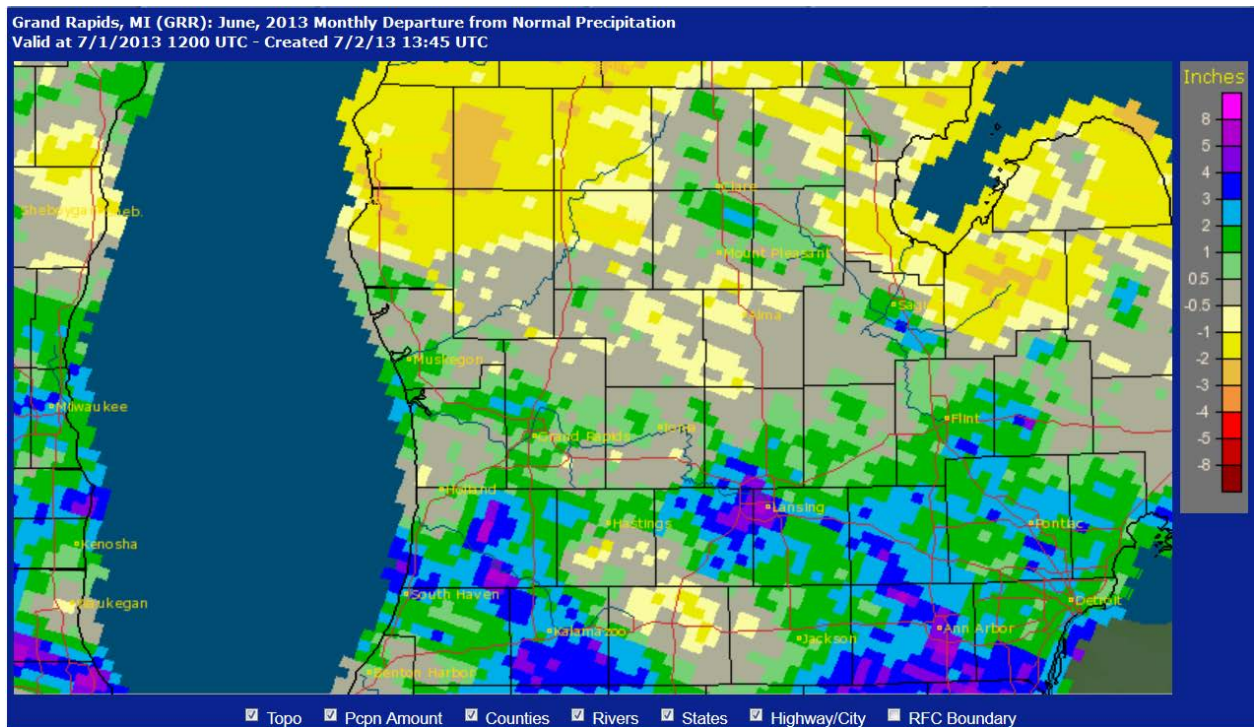 Grand Rapids, MI (GRR): June, 2013 Monthly Departure from Normal Precipitation
Valid at 7/1/2013 1200 UTC - Created 7/2/13 13:45 UTC
Inches
8
5
4
3
2
1
0.5
-0.5
-1
-2
-3
-4
-5
-8
Clare
Mount Pleasant
Alma
Muskegon
Milwaukee
Flint
Grand Rapids
Ionia
Holland
Lansing
Hastings
Pontiac
Kenosha
South Haven
Waukegan
Detroit
Kalamazoo
Ann Arbor
Jackson
Benton Harbor
Topo Pcpn Amount Counties Rivers States Highway/City RFC Boundary